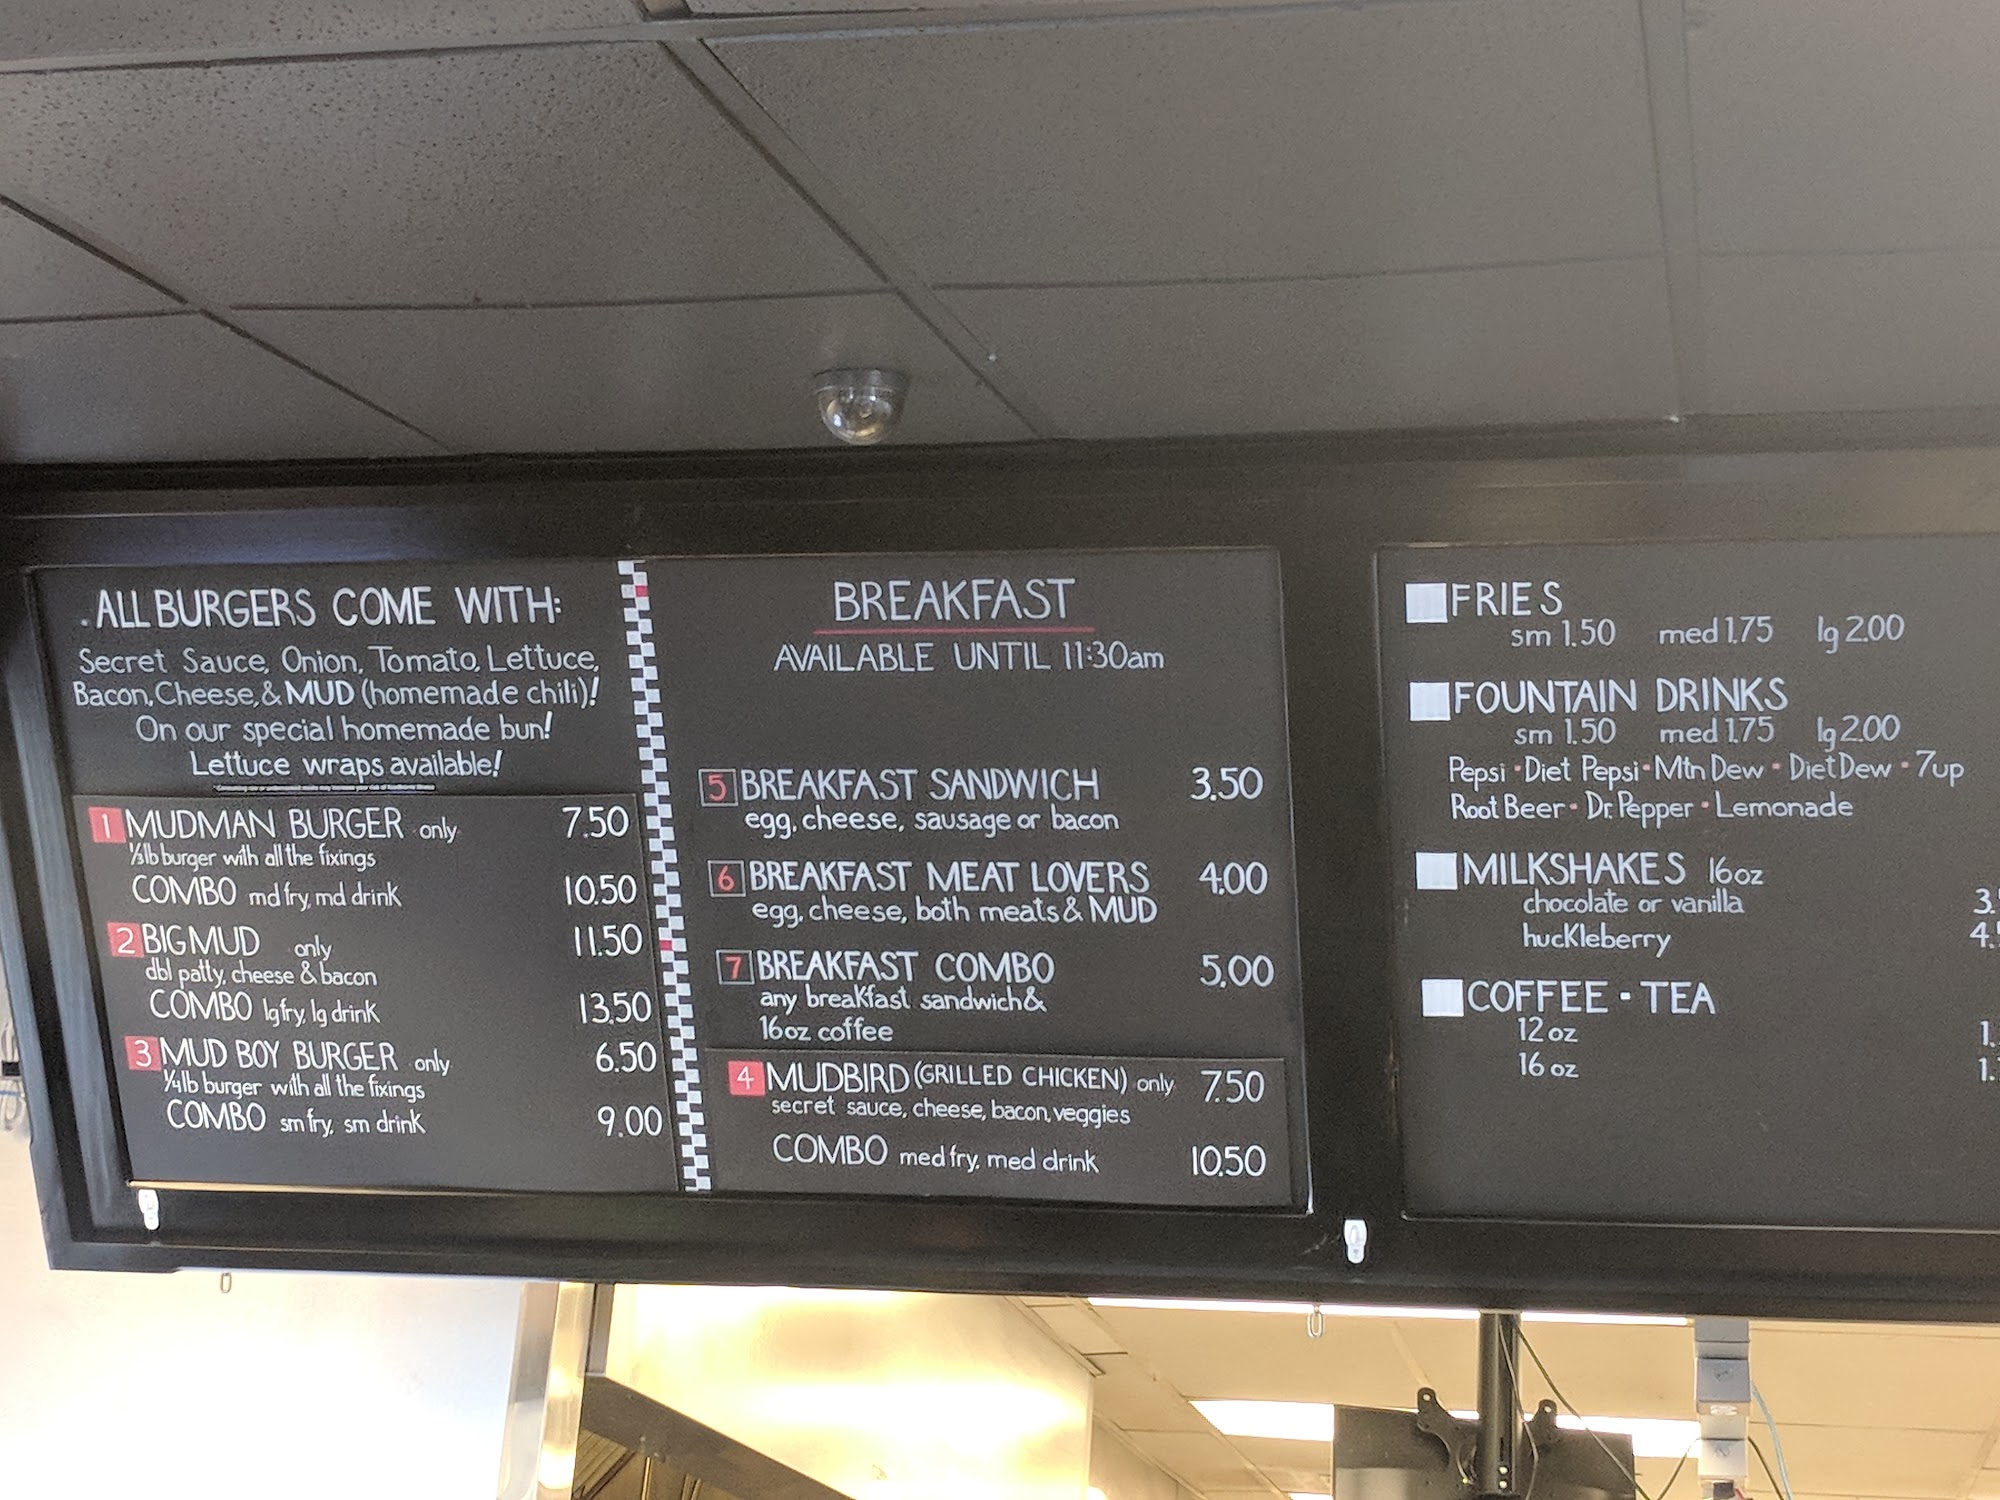 ALL BURGERS COME WITH:
Secret Sauce, Onion, Tomato, Lettuce,
Bacon, Cheese, & MUD (homemade chili)!
On our special homemade bun!
Lettuce wraps available!
1 MUDMAN BURGER only 7.50
1/3lb burger with all the fixings
COMBO md fry, md drink 10.50
2 BIG MUD only 11.50
dbl patty, cheese & bacon
COMBO lg fry, lg drink 13.50
3 MUD BOY BURGER only 6.50
1/4lb burger with all the fixings
COMBO sm fry, sm drink 9.00
BREAKFAST
AVAILABLE UNTIL 11:30am
5 BREAKFAST SANDWICH 3.50
egg, cheese, sausage or bacon
6 BREAKFAST MEAT LOVERS 4.00
egg, cheese, both meats & MUD
7 BREAKFAST COMBO 5.00
any breakfast sandwich &
16oz coffee
4 MUDBIRD (GRILLED CHICKEN) only 7.50
secret sauce, cheese, bacon, veggies
COMBO med fry, med drink 10.50
FRIES
sm 1.50 med 1.75 lg 2.00
FOUNTAIN DRINKS
sm 1.50 med 1.75 lg 2.00
Pepsi • Diet Pepsi • Mtn Dew • Diet Dew • 7up
Root Beer • Dr. Pepper • Lemonade
MILKSHAKES 16oz
chocolate or vanilla 3.
huckleberry 4.
COFFEE - TEA
12 oz 1.
16 oz 1.